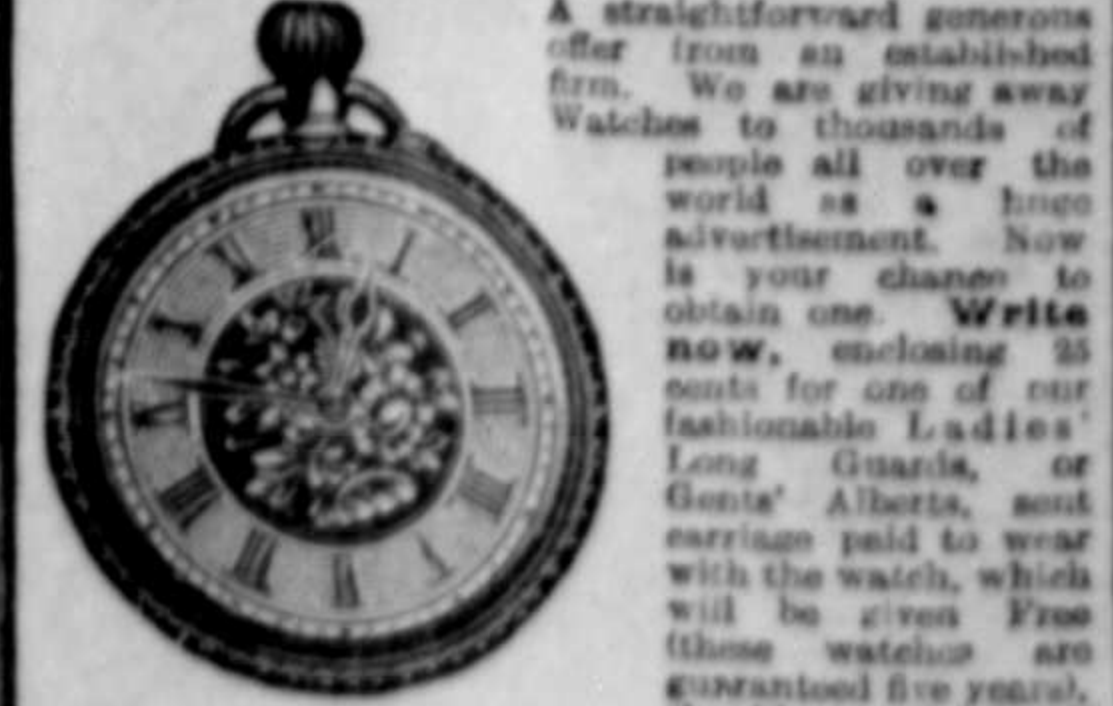 A straightforward generous
offer from an established
firm. We are giving away
Watches to thousands of
people all over the
world as a huge
advertisement. Now
is your chance to
obtain one. Write
now, enclosing 25
cents for one of our
fashionable Ladies'
Long Guards, or
Gents' Alberts, sent
carriage paid to wear
with the watch, which
will be given Free
(these watches are
guaranteed five years),